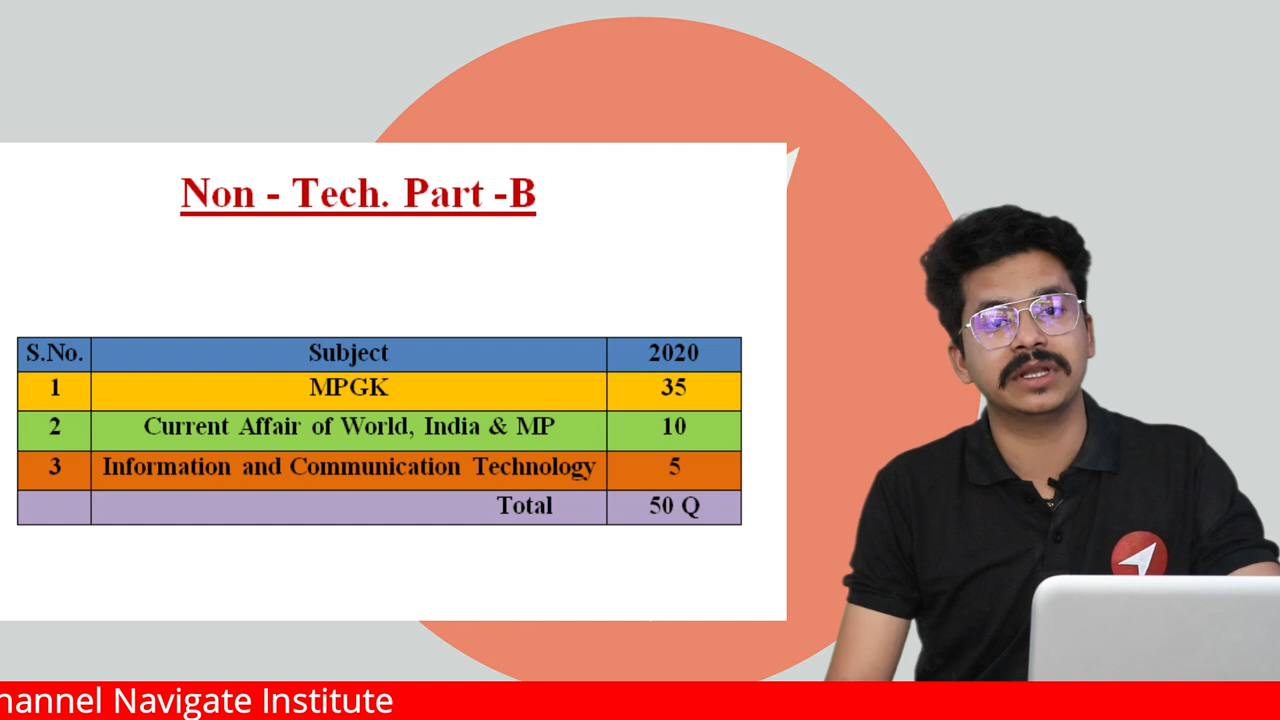 Non - Tech. Part -B
S.No. Subject 2020
1 MPGK 35
2 Current Affair of World, India & MP 10
3 Information and Communication Technology 5
Total 50 Q
Navigate Institute